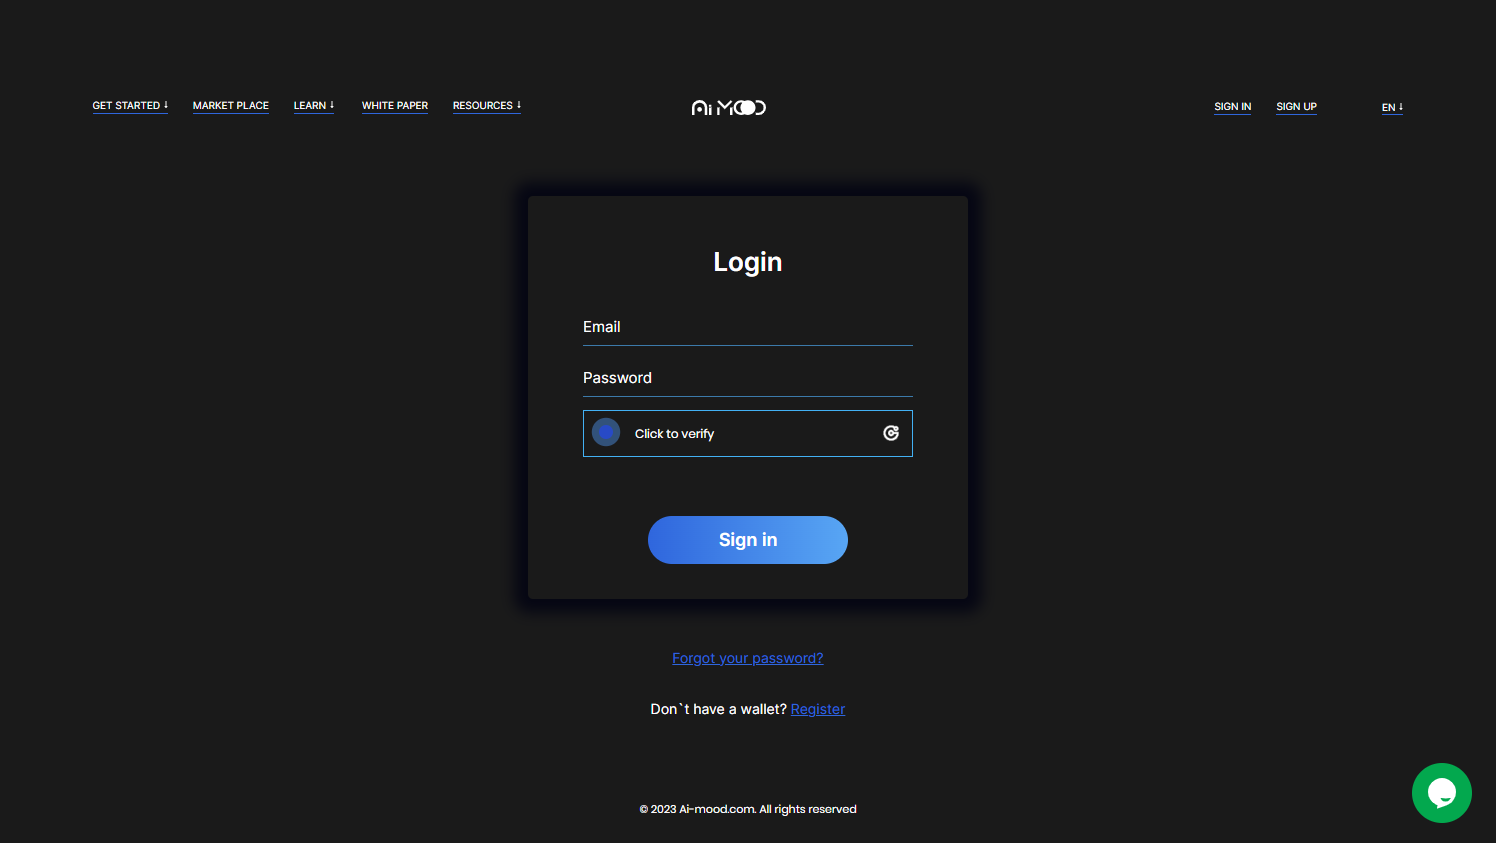 GET STARTED ↓ MARKET PLACE LEARN ↓ WHITE PAPER RESOURCES ↓ Ai MOOD SIGN IN SIGN UP EN ↓
Login
Email
Password
Click to verify
Sign in
Forgot your password?
Don`t have a wallet? Register
© 2023 Ai-mood.com. All rights reserved